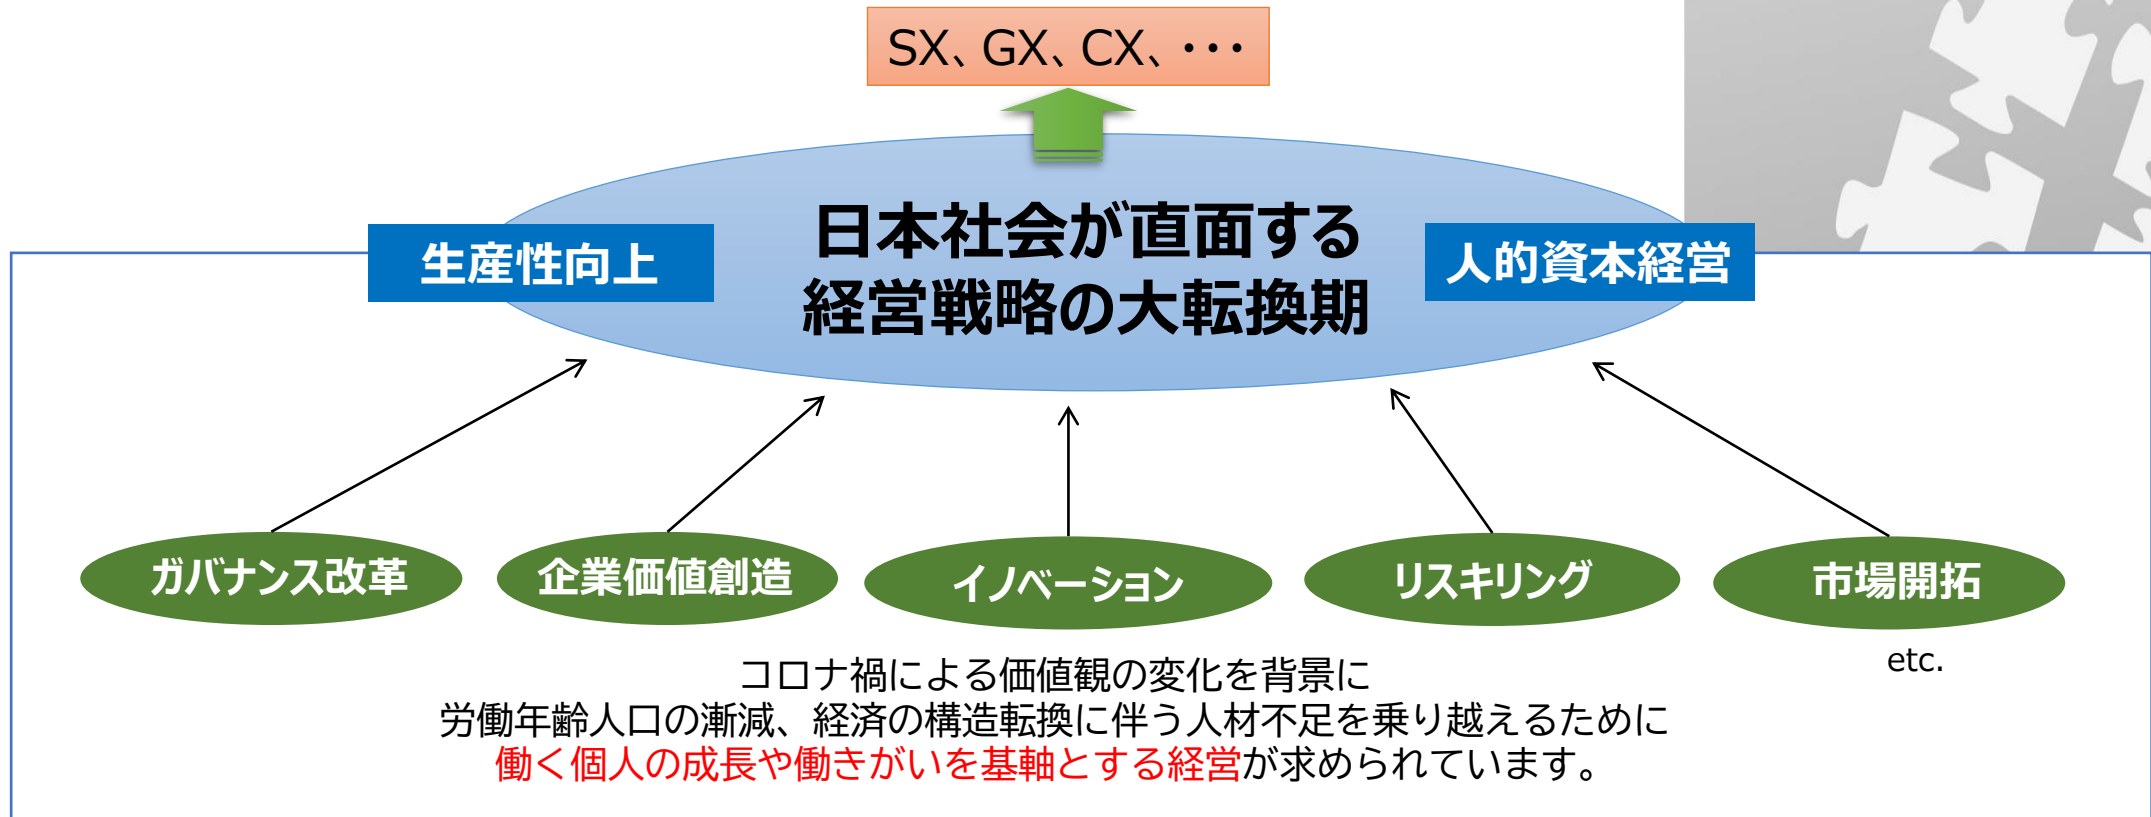 SX、GX、CX、・・・
日本社会が直面する
経営戦略の大転換期
生産性向上
人的資本経営
ガバナンス改革
企業価値創造
イノベーション
リスキリング
市場開拓
etc.
コロナ禍による価値観の変化を背景に
労働年齢人口の漸減、経済の構造転換に伴う人材不足を乗り越えるために
働く個人の成長や働きがいを基軸とする経営が求められています。